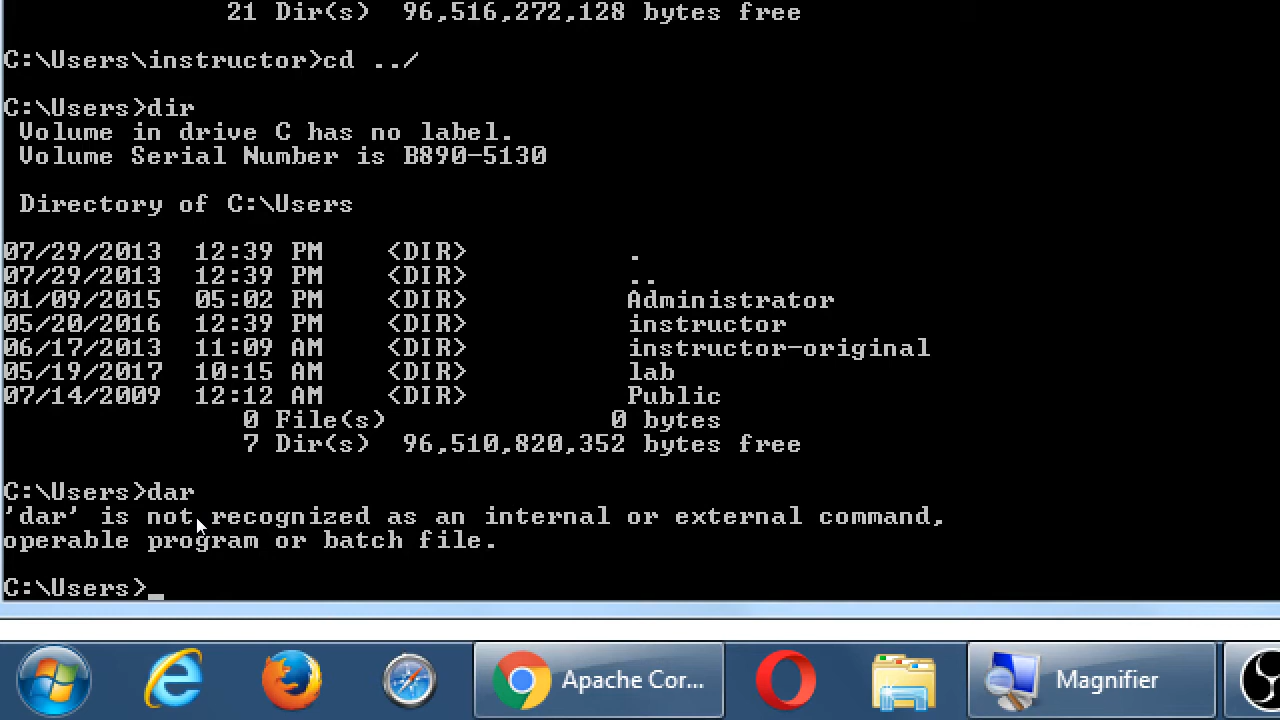 21 Dir(s)  96,516,272,128 bytes free
C:\Users\instructor>cd ../
C:\Users>dir
Volume in drive C has no label.
Volume Serial Number is B890-5130
Directory of C:\Users
07/29/2013  12:39 PM    <DIR>          .
07/29/2013  12:39 PM    <DIR>          ..
01/09/2015  05:02 PM    <DIR>          Administrator
05/20/2016  12:39 PM    <DIR>          instructor
06/17/2013  11:09 AM    <DIR>          instructor-original
05/19/2017  10:15 AM    <DIR>          lab
07/14/2009  12:12 AM    <DIR>          Public
0 File(s)              0 bytes
7 Dir(s)  96,510,820,352 bytes free
C:\Users>dar
'dar' is not recognized as an internal or external command,
operable program or batch file.
C:\Users>_
Apache Cor... Magnifier